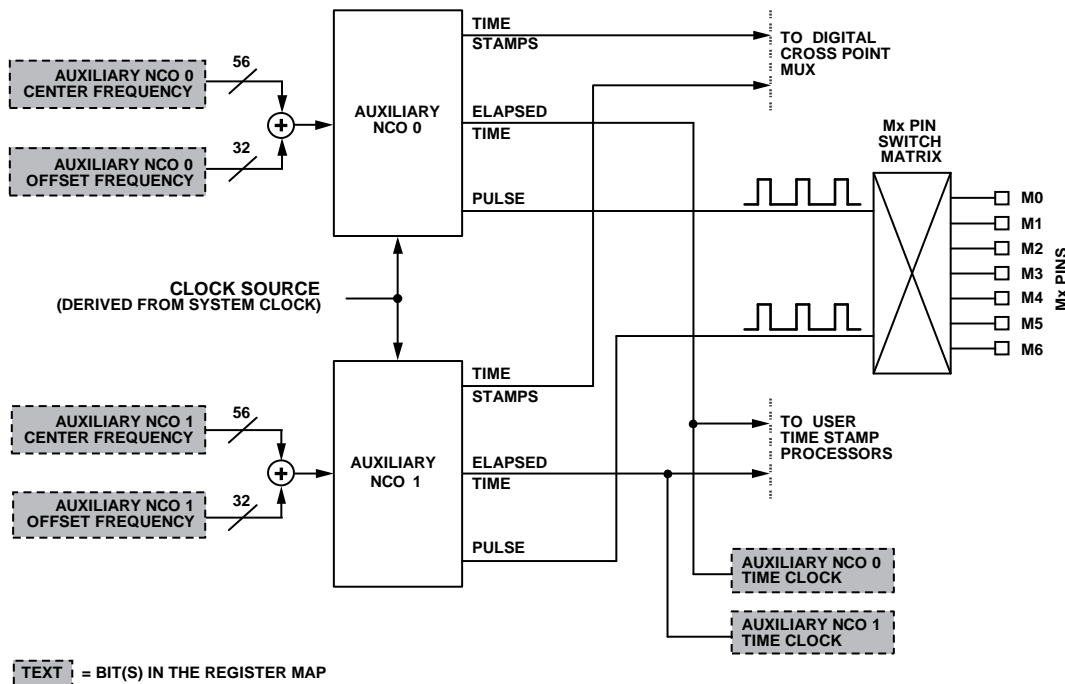 AUXILIARY NCO 0
CENTER FREQUENCY
56
AUXILIARY NCO 0
OFFSET FREQUENCY
32
AUXILIARY
NCO 0
TIME
STAMPS
ELAPSED
TIME
PULSE
TO DIGITAL
CROSS POINT
MUX
Mx PIN
SWITCH
MATRIX
M0
M1
M2
M3
M4
M5
M6
Mx PINS
CLOCK SOURCE
(DERIVED FROM SYSTEM CLOCK)
AUXILIARY NCO 1
CENTER FREQUENCY
56
AUXILIARY NCO 1
OFFSET FREQUENCY
32
AUXILIARY
NCO 1
TIME
STAMPS
ELAPSED
TIME
PULSE
TO USER
TIME STAMP
PROCESSORS
AUXILIARY NCO 0
TIME CLOCK
AUXILIARY NCO 1
TIME CLOCK
TEXT = BIT(S) IN THE REGISTER MAP